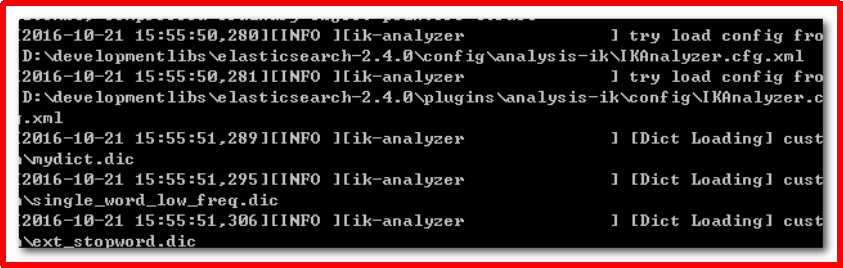 [2016-10-21 15:55:50,280][INFO ][ik-analyzer ] try load config fro
D:\developmentlibs\elasticsearch-2.4.0\config\analysis-ik\IKAnalyzer.cfg.xml
[2016-10-21 15:55:50,281][INFO ][ik-analyzer ] try load config fro
D:\developmentlibs\elasticsearch-2.4.0\plugins\analysis-ik\config\IKAnalyzer.c
g.xml
[2016-10-21 15:55:51,289][INFO ][ik-analyzer ] [Dict Loading] cust
\mydict.dic
[2016-10-21 15:55:51,295][INFO ][ik-analyzer ] [Dict Loading] cust
\single_word_low_freq.dic
[2016-10-21 15:55:51,306][INFO ][ik-analyzer ] [Dict Loading] cust
\ext_stopword.dic